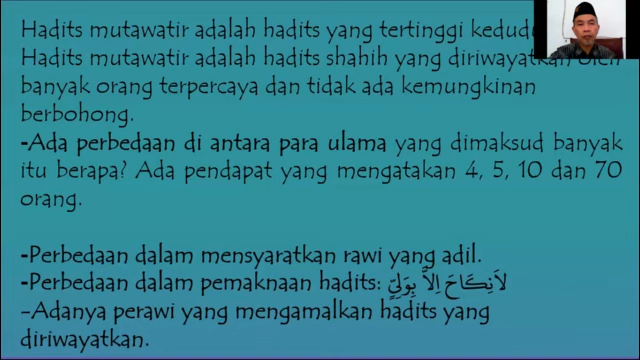 Hadits mutawatir adalah hadits yang tertinggi
Hadits mutawatir adalah hadits shahih yang diriwayatkan oleh
banyak orang terpercaya dan tidak ada kemungkinan
berbohong.
-Ada perbedaan di antara para ulama yang dimaksud banyak
itu berapa? Ada pendapat yang mengatakan 4, 5, 10 dan 70
orang.
-Perbedaan dalam mensyaratkan rawi yang adil.
-Perbedaan dalam pemaknaan hadits: لاَنِكَاحَ اِلاَّ بِوَلِيٍّ
-Adanya perawi yang mengamalkan hadits yang
diriwayatkan.